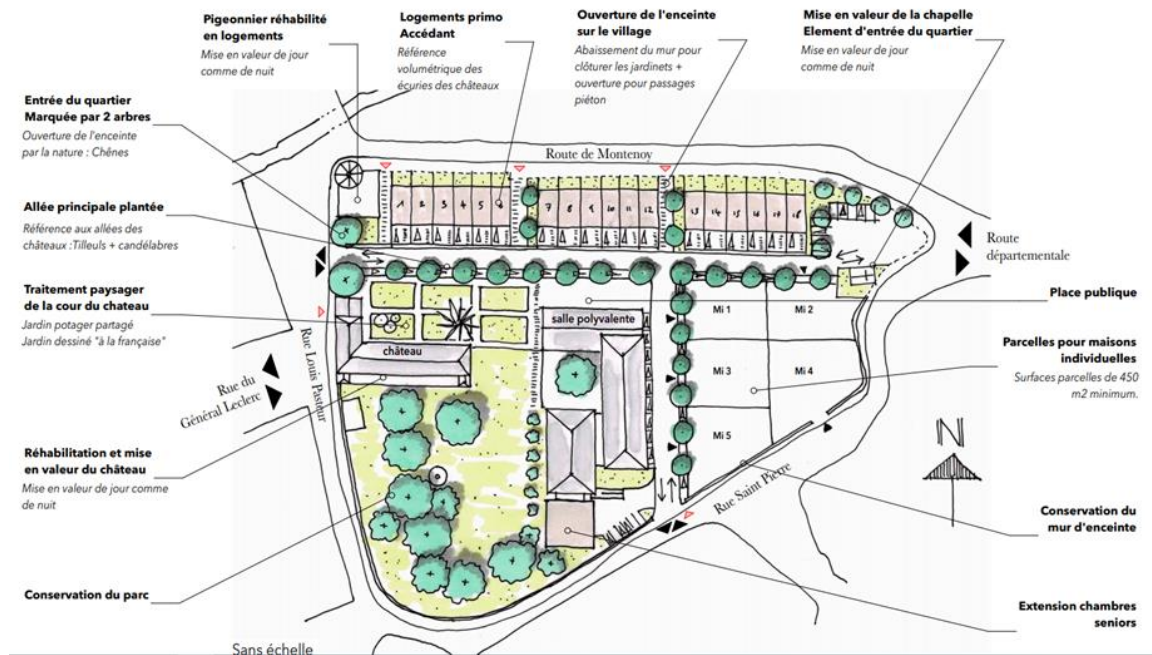 Pigeonnier réhabilité
en logements
Mise en valeur de jour
comme de nuit
Logements primo
Accédant
Référence
volumétrique des
écuries des châteaux
Ouverture de l'enceinte
sur le village
Abaissement du mur pour
clôturer les jardinets +
ouverture pour passages
piéton
Mise en valeur de la chapelle
Element d'entrée du quartier
Mise en valeur de jour
comme de nuit
Entrée du quartier
Marquée par 2 arbres
Ouverture de l'enceinte
par la nature : Chênes
Allée principale plantée
Référence aux allées des
châteaux :Tilleuls + candélabres
Traitement paysager
de la cour du chateau
Jardin potager partagé
Jardin dessiné "à la française"
Rue du
Général Leclerc
Réhabilitation et mise
en valeur du château
Mise en valeur de jour comme
de nuit
Conservation du parc
Sans échelle
Route de Montenoy
1 2 3 4 5 6
7 8 9 10 11 12
13 14 15 16 17 18
Rue Louis Pasteur
château
salle polyvalente
Mi 1
Mi 2
Mi 3
Mi 4
Mi 5
Rue Saint Pierre
Route
départementale
Place publique
Parcelles pour maisons
individuelles
Surfaces parcelles de 450
m2 minimum.
N
Conservation du
mur d'enceinte
Extension chambres
seniors